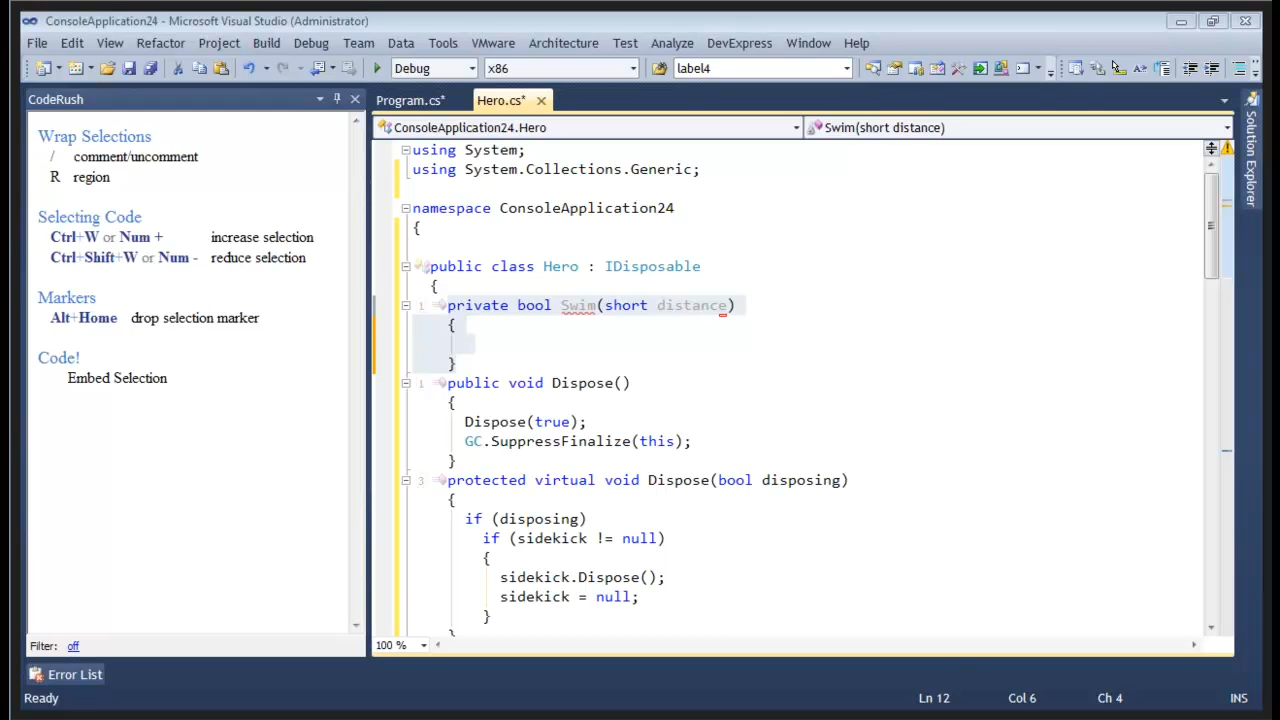 ConsoleApplication24 - Microsoft Visual Studio (Administrator)
File Edit View Refactor Project Build Debug Team Data Tools VMware Architecture Test Analyze DevExpress Window Help
Debug x86 label4
CodeRush
Wrap Selections
/ comment/uncomment
R region
Selecting Code
Ctrl+W or Num + increase selection
Ctrl+Shift+W or Num - reduce selection
Markers
Alt+Home drop selection marker
Code!
Embed Selection
Filter: off
Program.cs* Hero.cs*
ConsoleApplication24.Hero Swim(short distance)
using System;
using System.Collections.Generic;
namespace ConsoleApplication24
{
public class Hero : IDisposable
{
1 private bool Swim(short distance)
{
}
1 public void Dispose()
{
Dispose(true);
GC.SuppressFinalize(this);
}
3 protected virtual void Dispose(bool disposing)
{
if (disposing)
if (sidekick != null)
{
sidekick.Dispose();
sidekick = null;
}
}
100 %
Solution Explorer
Error List
Ready Ln 12 Col 6 Ch 4 INS